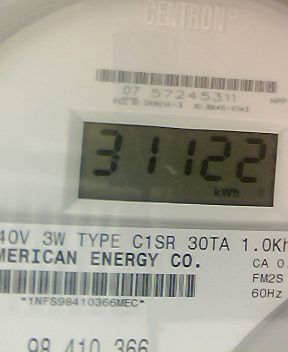 CENTRON®
07 57245311
31122
kWh
40V 3W TYPE C1SR 30TA 1.0Kh
MERICAN ENERGY CO.
CA 0.
FM2S
60Hz
*1NFS98410366MEC*
98 410 366